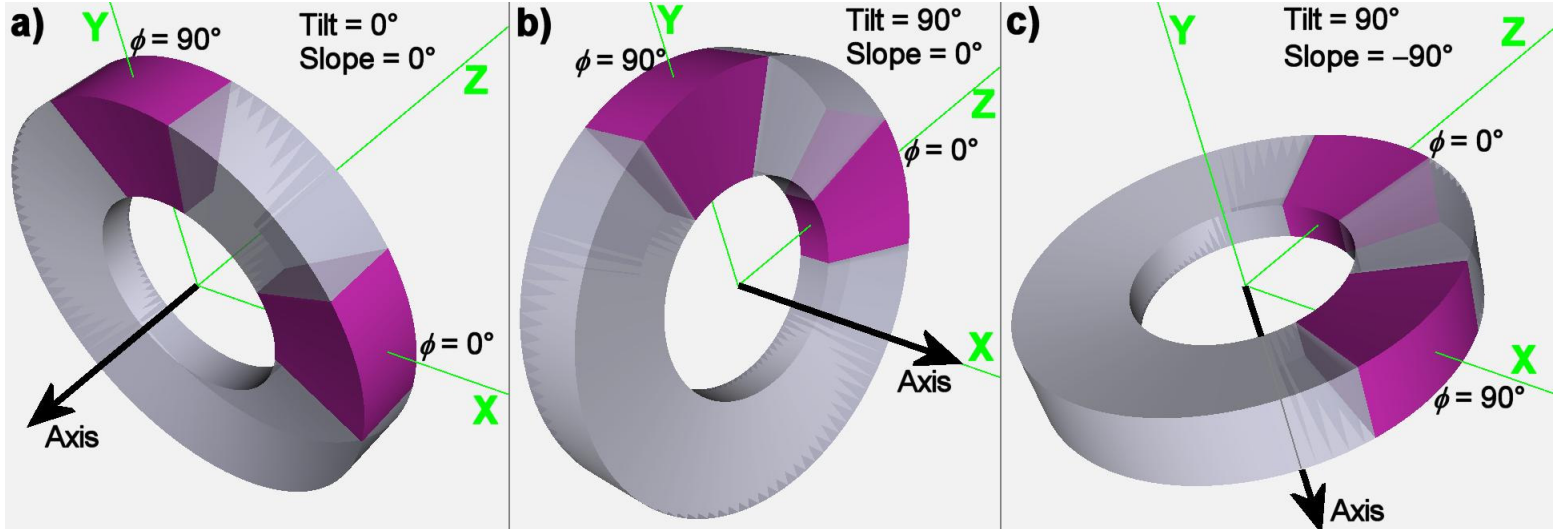 a)
Y
ϕ = 90°
Tilt = 0°
Slope = 0°
Z
ϕ = 0°
X
Axis
b)
Y
ϕ = 90°
Tilt = 90°
Slope = 0°
Z
ϕ = 0°
X
Axis
c)
Y
Tilt = 90°
Slope = −90°
Z
ϕ = 0°
X
ϕ = 90°
Axis